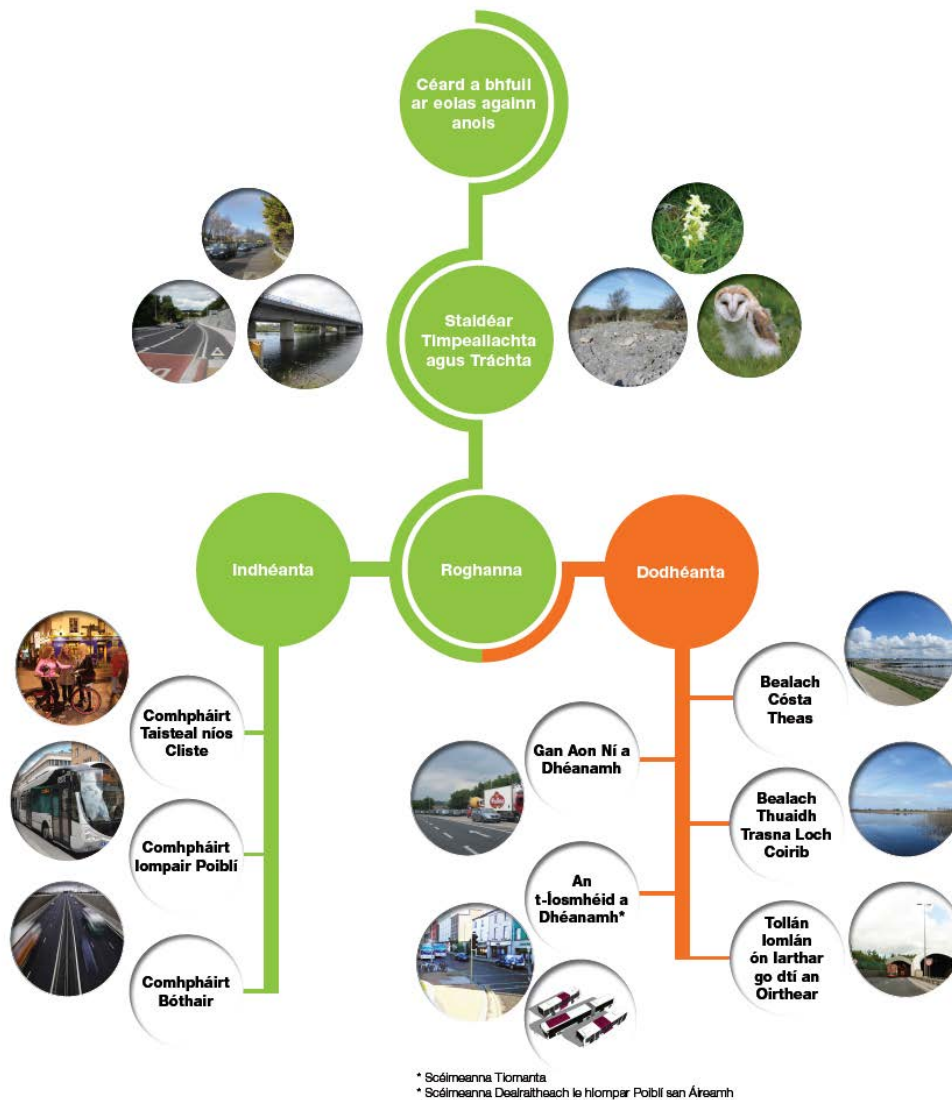 Céard a bhfuil
ar eolas againn
anois
Staidéar
Timpeallachta
agus Tráchta
Indhéanta
Roghanna
Dodhéanta
Comhpháirt
Taisteal níos
Cliste
Comhpháirt
Iompair Poiblí
Comhpháirt
Bóthair
Gan Aon Ní a
Dhéanamh
An
t-Íosmhéid a
Dhéanamh*
Bealach
Cósta
Theas
Bealach
Thuaidh
Trasna Loch
Coirib
Tollán
Iomlán
ón Iarthar
go dtí an
Oirthear
* Scéimeanna Tiomanta
* Scéimeanna Dealraitheach le hIompar Poiblí san Áireamh